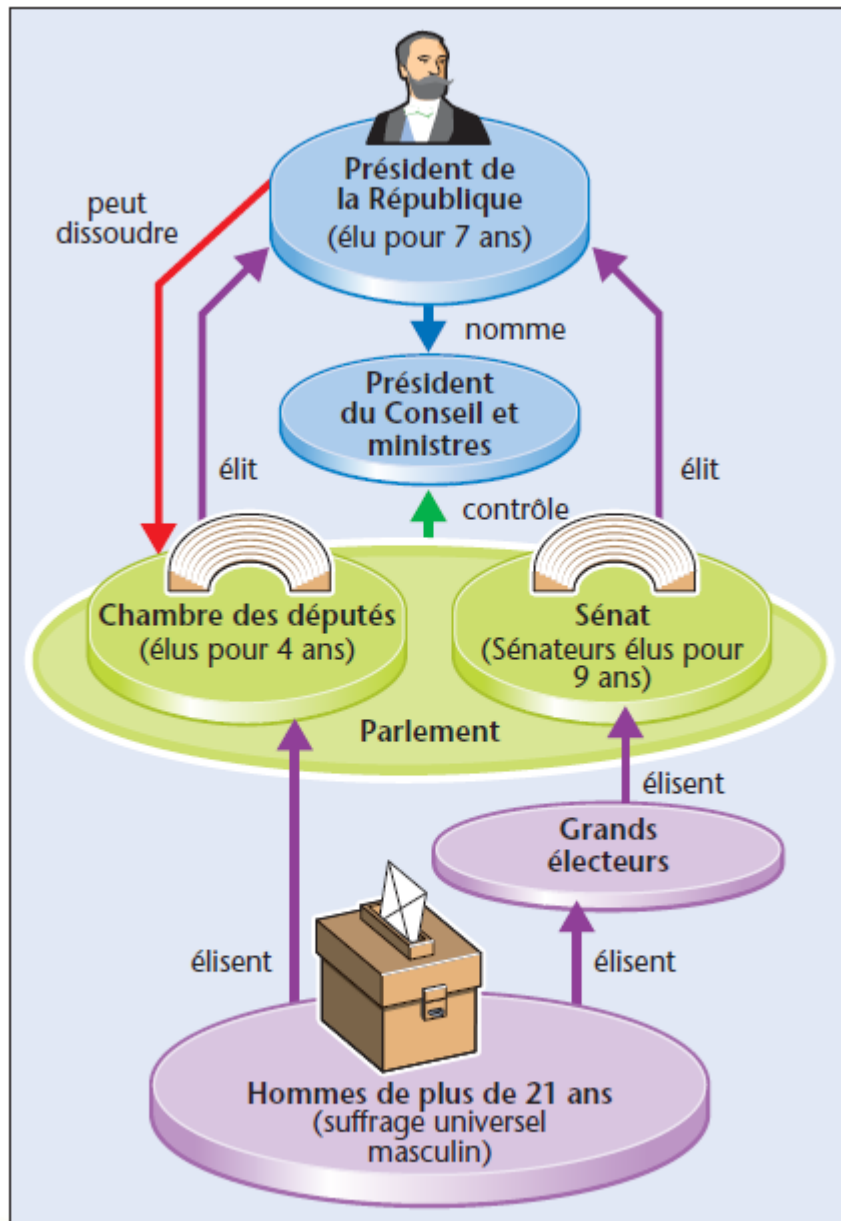 Président de
la République
(élu pour 7 ans)
peut
dissoudre
nomme
Président
du Conseil et
ministres
élit
élit
contrôle
Chambre des députés
(élus pour 4 ans)
Sénat
(Sénateurs élus pour
9 ans)
Parlement
élisent
Grands
électeurs
élisent
élisent
Hommes de plus de 21 ans
(suffrage universel
masculin)